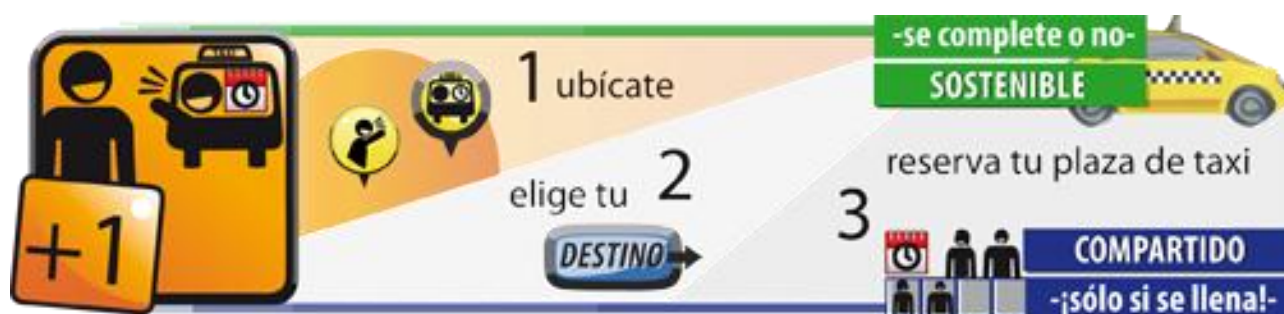 TAXI
+1
1 ubícate
elige tu 2
DESTINO
3
-se complete o no-
SOSTENIBLE
reserva tu plaza de taxi
COMPARTIDO
-¡sólo si se llena!-